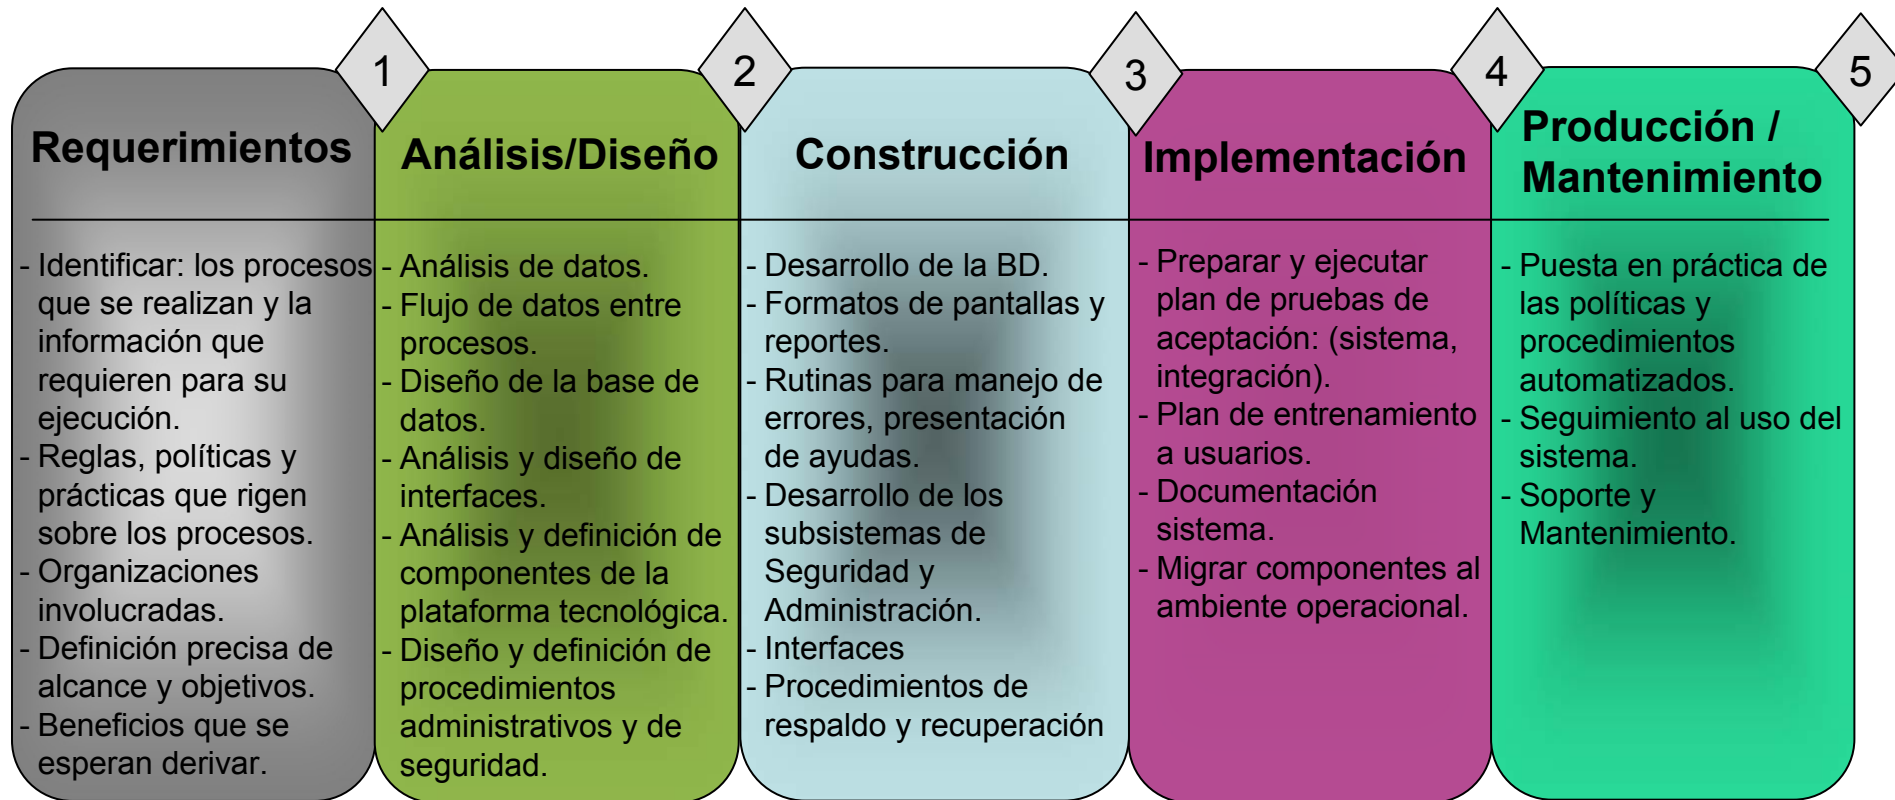 1
2
3
4
5
Requerimientos
- Identificar: los procesos
que se realizan y la
información que
requieren para su
ejecución.
- Reglas, políticas y
prácticas que rigen
sobre los procesos.
- Organizaciones
involucradas.
- Definición precisa de
alcance y objetivos.
- Beneficios que se
esperan derivar.
Análisis/Diseño
- Análisis de datos.
- Flujo de datos entre
procesos.
- Diseño de la base de
datos.
- Análisis y diseño de
interfaces.
- Análisis y definición de
componentes de la
plataforma tecnológica.
- Diseño y definición de
procedimientos
administrativos y de
seguridad.
Construcción
- Desarrollo de la BD.
- Formatos de pantallas y
reportes.
- Rutinas para manejo de
errores, presentación
de ayudas.
- Desarrollo de los
subsistemas de
Seguridad y
Administración.
- Interfaces
- Procedimientos de
respaldo y recuperación
Implementación
- Preparar y ejecutar
plan de pruebas de
aceptación: (sistema,
integración).
- Plan de entrenamiento
a usuarios.
- Documentación
sistema.
- Migrar componentes al
ambiente operacional.
Producción /
Mantenimiento
- Puesta en práctica de
las políticas y
procedimientos
automatizados.
- Seguimiento al uso del
sistema.
- Soporte y
Mantenimiento.